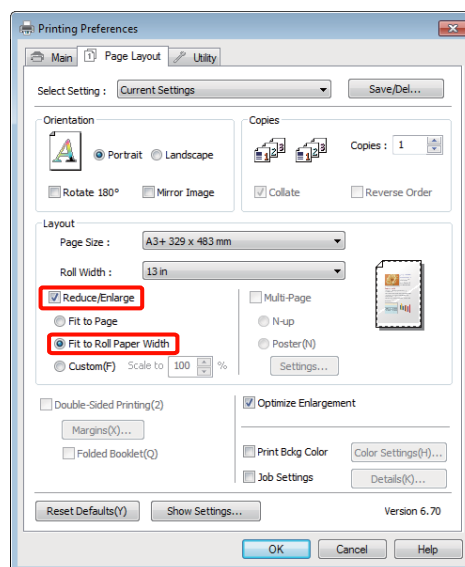 Printing Preferences
Main Page Layout Utility
Select Setting : Current Settings Save/Del...
Orientation
Copies
Portrait Landscape
Copies : 1
Rotate 180° Mirror Image
Collate Reverse Order
Layout
Page Size : A3+ 329 x 483 mm
Roll Width : 13 in
Reduce/Enlarge
Multi-Page
Fit to Page
N-up
Fit to Roll Paper Width
Poster(N)
Custom(F) Scale to 100 %
Settings...
Double-Sided Printing(2)
Optimize Enlargement
Margins(X)...
Folded Booklet(Q)
Print Bckg Color Color Settings(H)...
Job Settings Details(K)...
Reset Defaults(Y) Show Settings... Version 6.70
OK Cancel Help